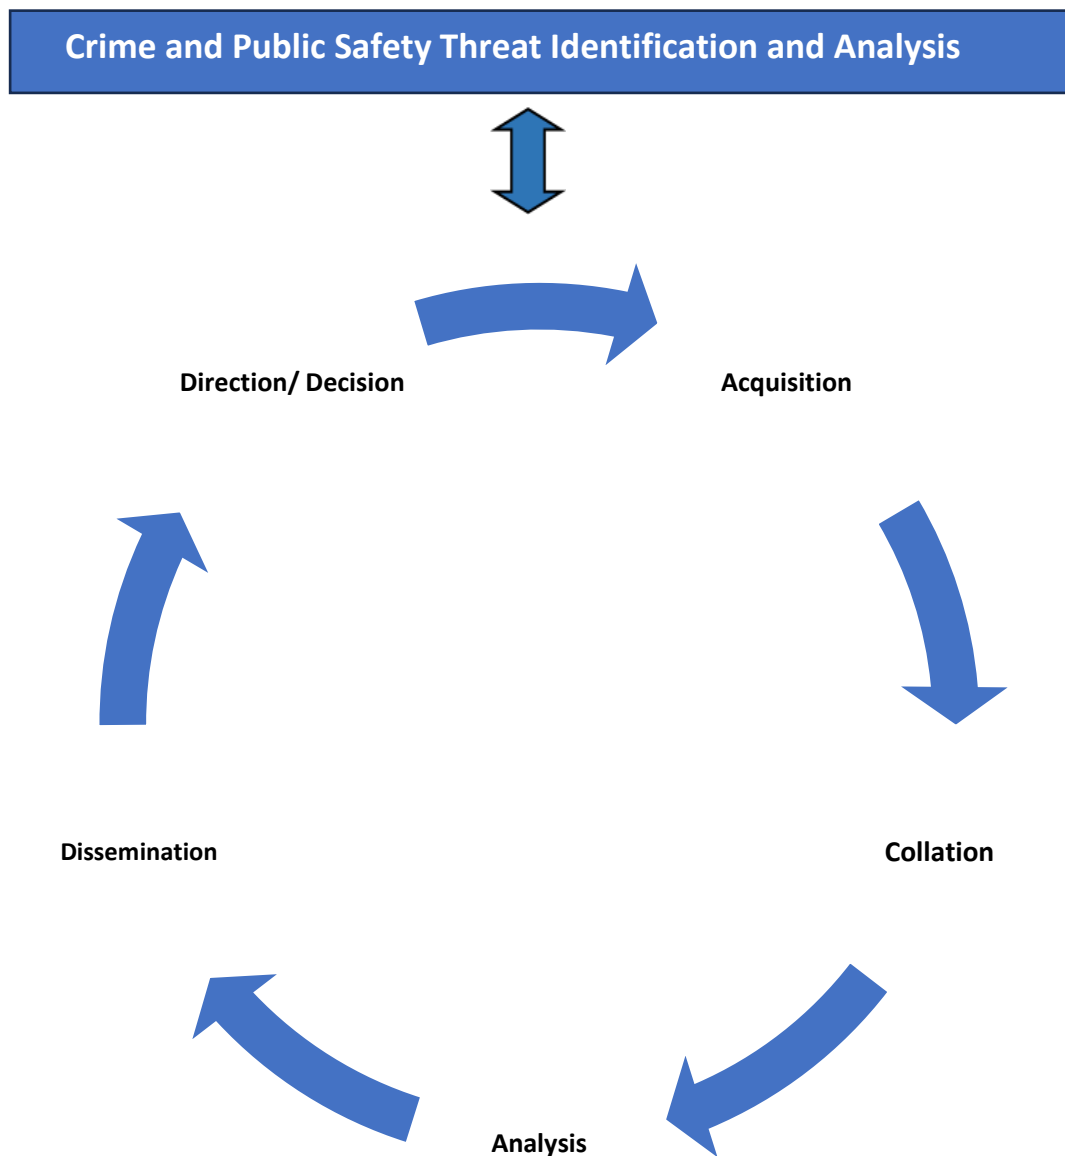 Crime and Public Safety Threat Identification and Analysis
Direction/ Decision
Acquisition
Dissemination
Collation
Analysis